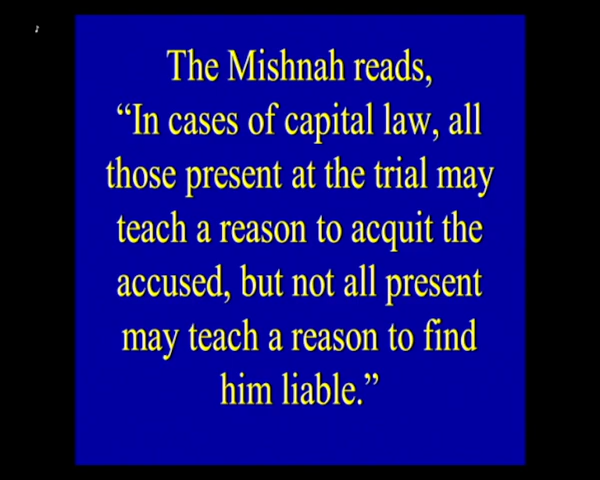 The Mishnah reads,
“In cases of capital law, all
those present at the trial may
teach a reason to acquit the
accused, but not all present
may teach a reason to find
him liable.”